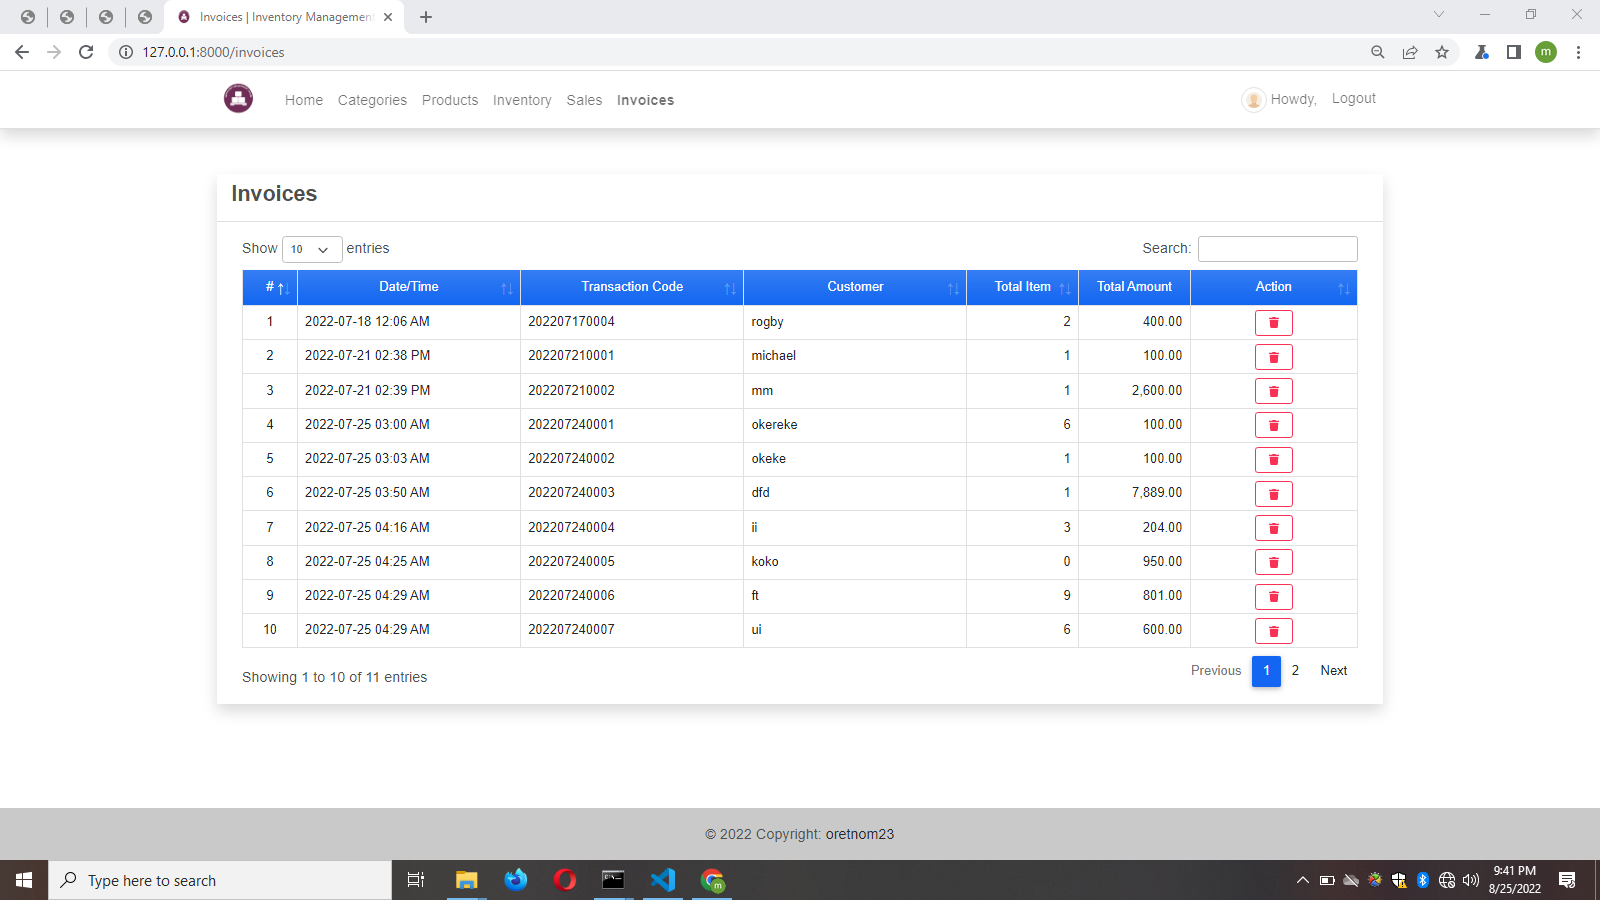 Invoices | Inventory Management
127.0.0.1:8000/invoices
m
Home Categories Products Inventory Sales Invoices
Howdy, Logout
Invoices
Show 10 entries
Search:
# Date/Time Transaction Code Customer Total Item Total Amount Action
1 2022-07-18 12:06 AM 202207170004 rogby 2 400.00
2 2022-07-21 02:38 PM 202207210001 michael 1 100.00
3 2022-07-21 02:39 PM 202207210002 mm 1 2,600.00
4 2022-07-25 03:00 AM 202207240001 okereke 6 100.00
5 2022-07-25 03:03 AM 202207240002 okeke 1 100.00
6 2022-07-25 03:50 AM 202207240003 dfd 1 7,889.00
7 2022-07-25 04:16 AM 202207240004 ii 3 204.00
8 2022-07-25 04:25 AM 202207240005 koko 0 950.00
9 2022-07-25 04:29 AM 202207240006 ft 9 801.00
10 2022-07-25 04:29 AM 202207240007 ui 6 600.00
Showing 1 to 10 of 11 entries
Previous 1 2 Next
© 2022 Copyright: oretnom23
Type here to search
m
9:41 PM
8/25/2022